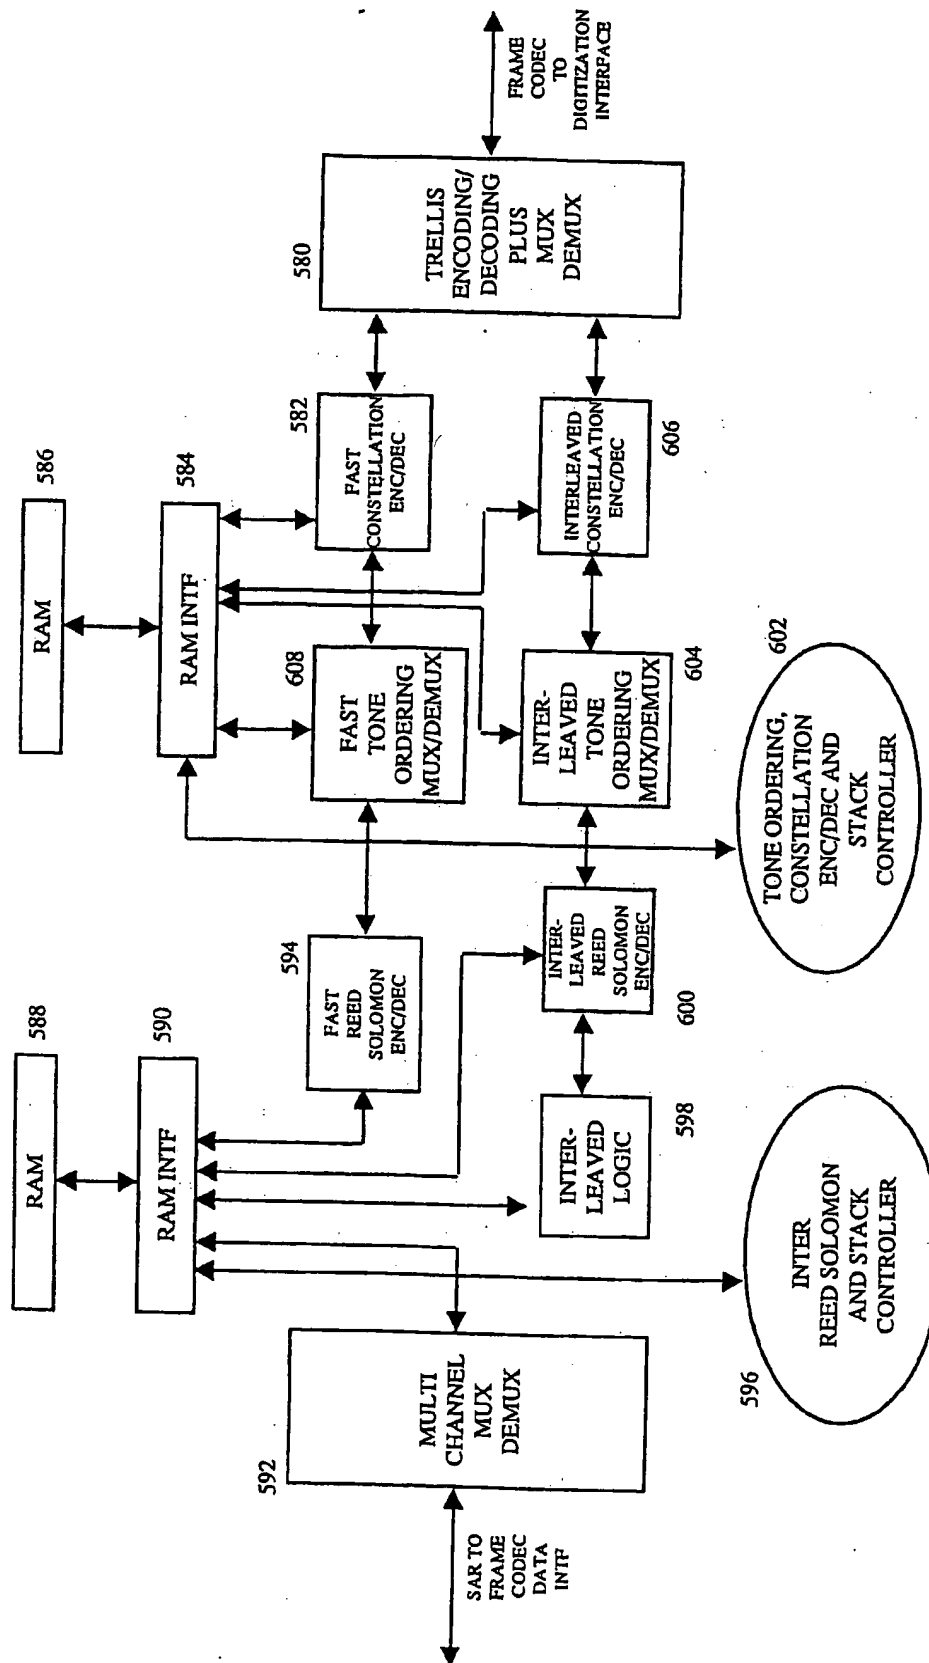 588
RAM
590
RAM INTF
586
RAM
584
RAM INTF
592
MULTI
CHANNEL
MUX
DEMUX
SAR TO
FRAME
CODEC
DATA
INTF
594
FAST
REED
SOLOMON
ENC/DEC
608
FAST
TONE
ORDERING
MUX/DEMUX
582
FAST
CONSTELLATION
ENC/DEC
580
TRELLIS
ENCODING/
DECODING
PLUS
MUX
DEMUX
FRAME
CODEC
TO
DIGITIZATION
INTERFACE
INTER-
LEAVED
LOGIC
598
INTER-
LEAVED
REED
SOLOMON
ENC/DEC
600
INTER-
LEAVED
TONE
ORDERING
MUX/DEMUX
604
INTERLEAVED
CONSTELLATION
ENC/DEC
606
596
INTER
REED SOLOMON
AND STACK
CONTROLLER
602
TONE ORDERING,
CONSTELLATION
ENC/DEC AND
STACK
CONTROLLER